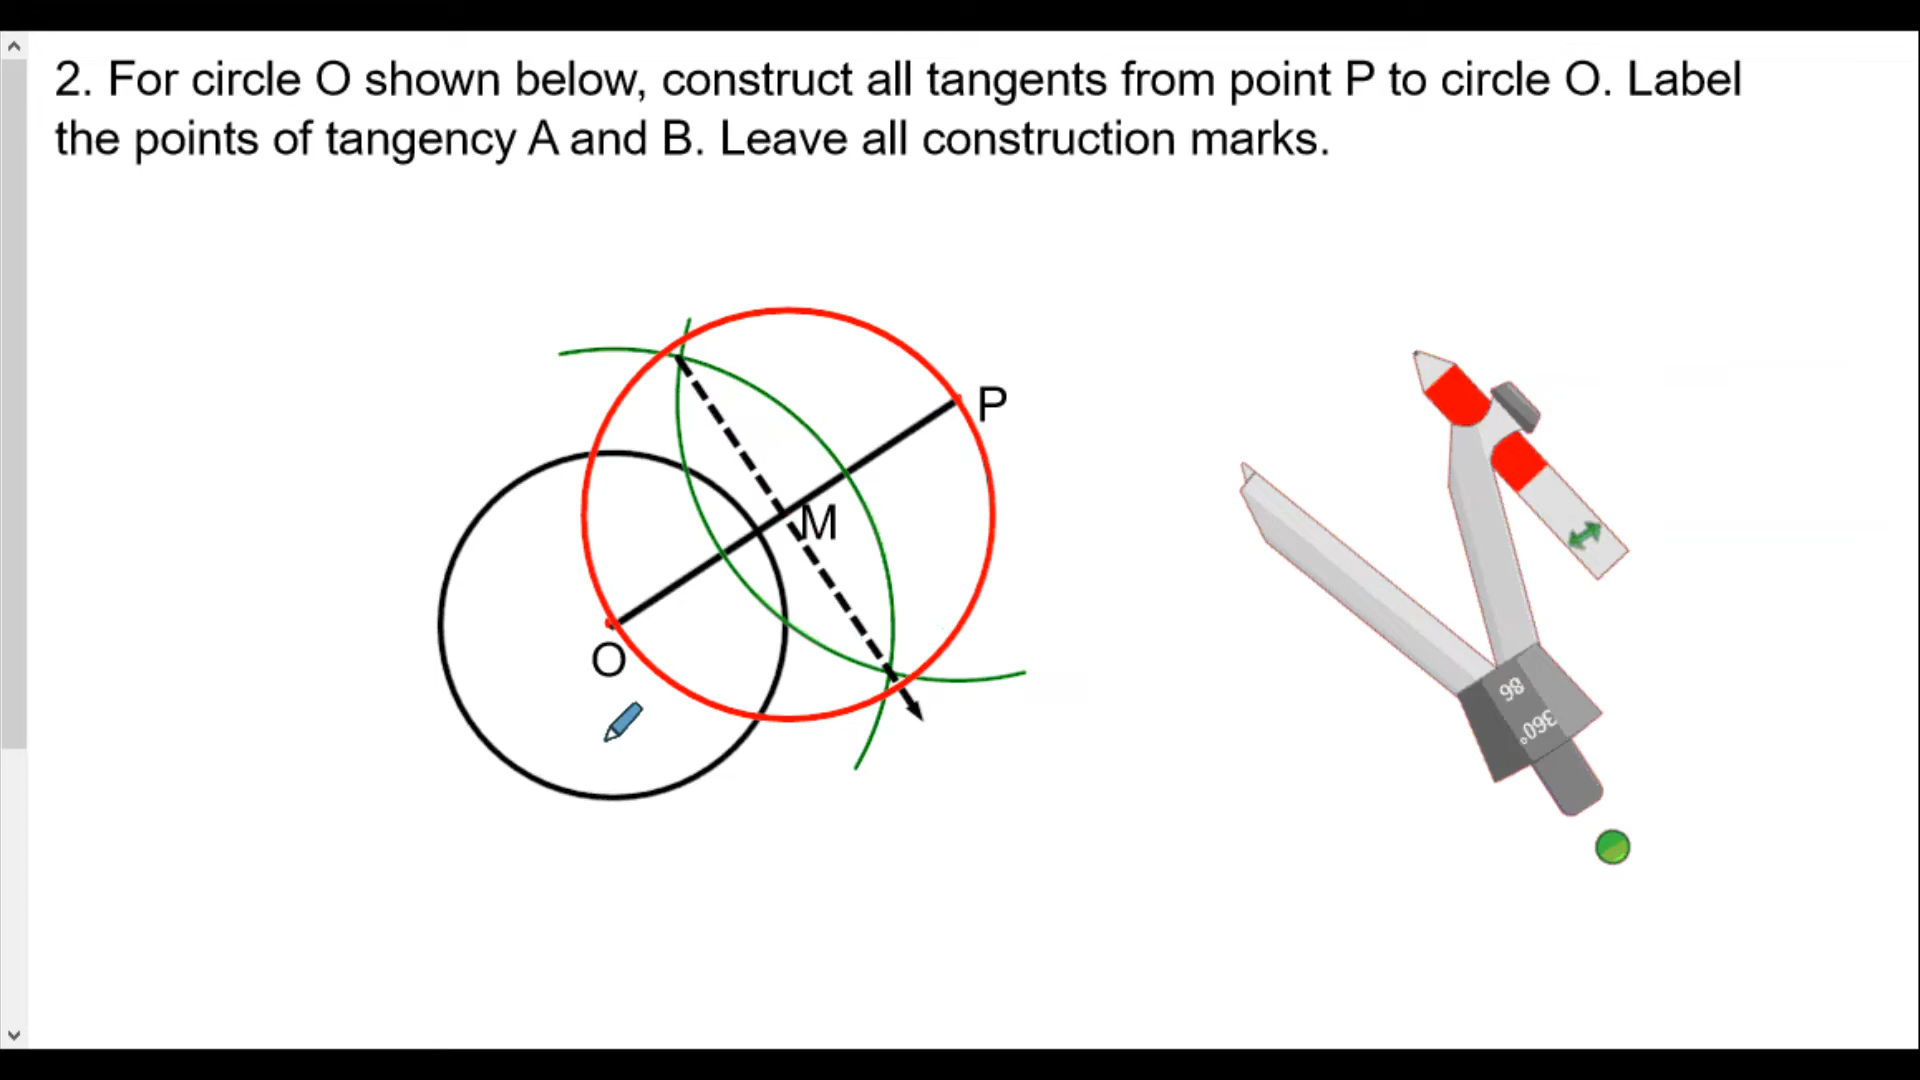 2. For circle O shown below, construct all tangents from point P to circle O. Label
the points of tangency A and B. Leave all construction marks.
P
M
O
98
360°